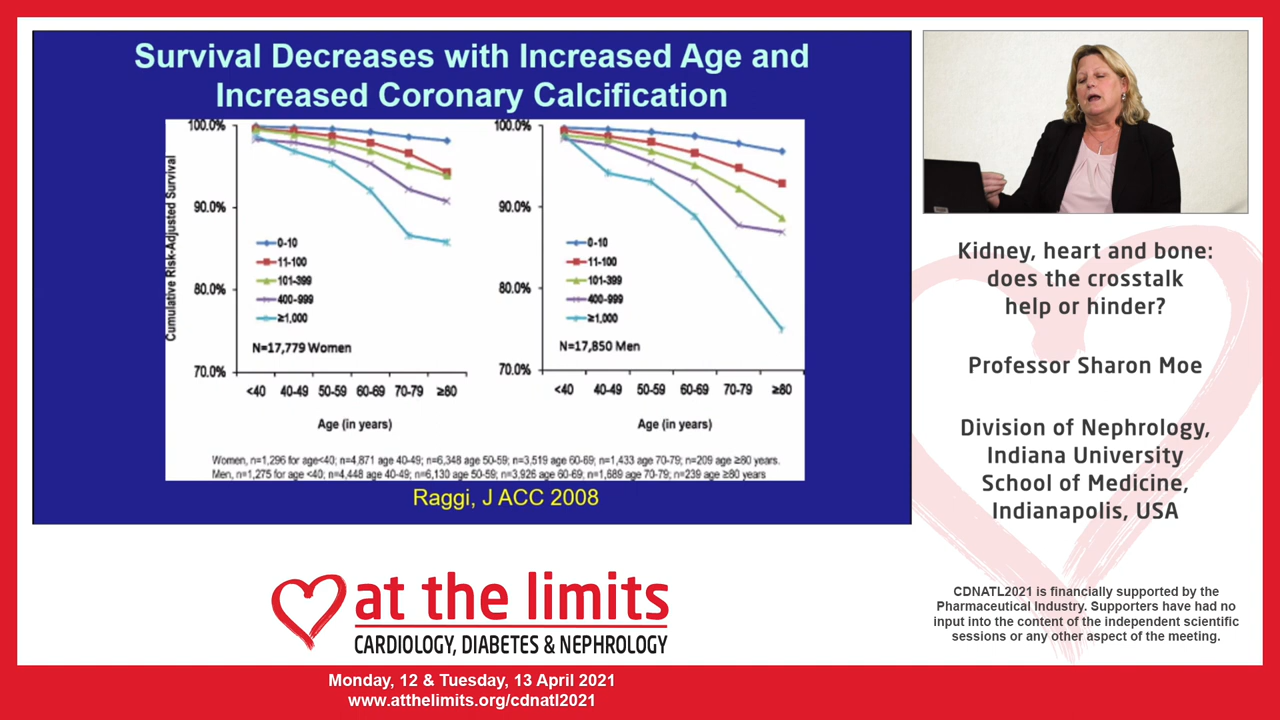 Survival Decreases with Increased Age and
Increased Coronary Calcification
Cumulative Risk-Adjusted Survival
100.0%
90.0%
80.0%
70.0%
0-10
11-100
101-399
400-999
≥1,000
N=17,779 Women
<40 40-49 50-59 60-69 70-79 ≥80
Age (in years)
100.0%
90.0%
80.0%
70.0%
0-10
11-100
101-399
400-999
≥1,000
N=17,850 Men
<40 40-49 50-59 60-69 70-79 ≥80
Age (in years)
Women, n=1,296 for age<40; n=4,871 age 40-49; n=6,348 age 50-59; n=3,519 age 60-69; n=1,433 age 70-79; n=209 age ≥80 years.
Men, n=1,275 for age <40; n=4,448 age 40-49; n=6,130 age 50-59; n=3,926 age 60-69; n=1,689 age 70-79; n=239 age ≥80 years
Raggi, J ACC 2008
Kidney, heart and bone:
does the crosstalk
help or hinder?
Professor Sharon Moe
Division of Nephrology,
Indiana University
School of Medicine,
Indianapolis, USA
CDNATL2021 is financially supported by the
Pharmaceutical Industry. Supporters have had no
input into the content of the independent scientific
sessions or any other aspect of the meeting.
at the limits
CARDIOLOGY, DIABETES & NEPHROLOGY
Monday, 12 & Tuesday, 13 April 2021
www.atthelimits.org/cdnatl2021